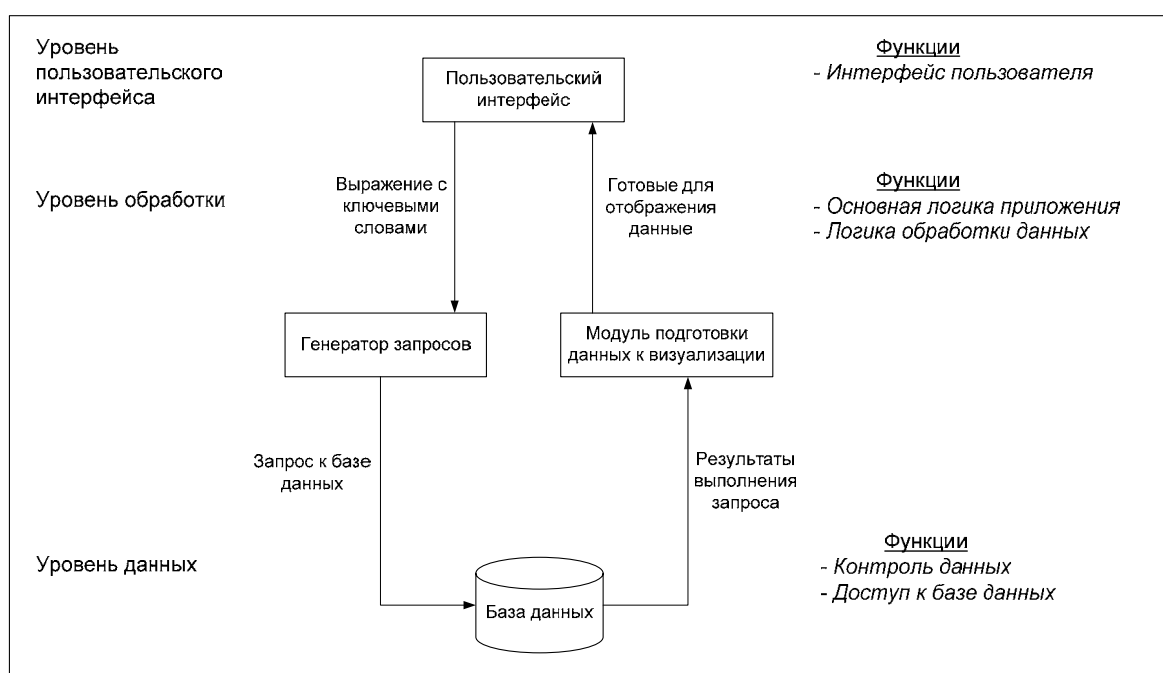 Уровень
пользовательского
интерфейса
Пользовательский
интерфейс
Функции
- Интерфейс пользователя
Уровень обработки
Выражение с
ключевыми
словами
Готовые для
отображения
данные
Функции
- Основная логика приложения
- Логика обработки данных
Генератор запросов
Модуль подготовки
данных к визуализации
Запрос к базе
данных
Результаты
выполнения
запроса
Уровень данных
База данных
Функции
- Контроль данных
- Доступ к базе данных